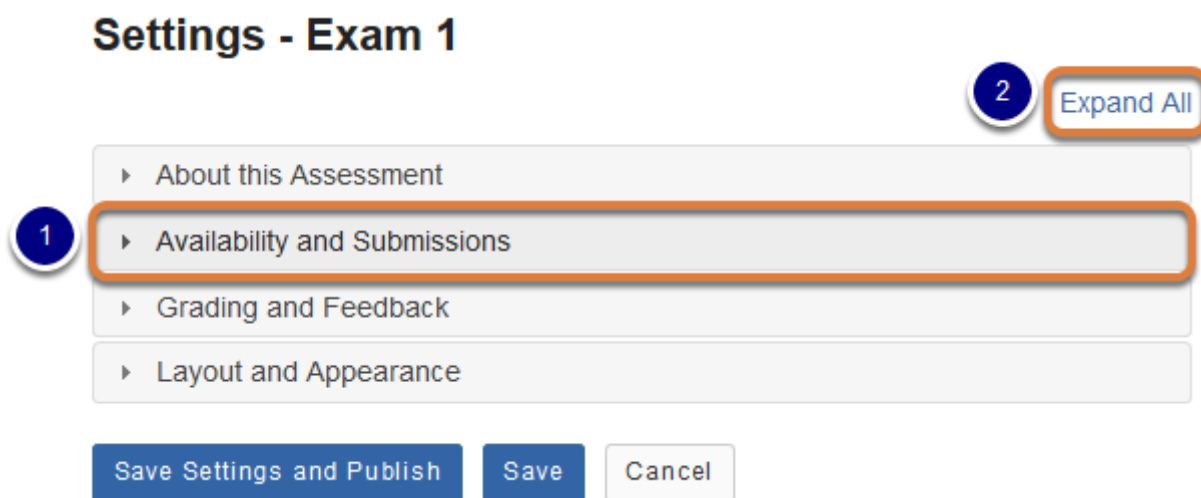 Settings - Exam 1
2
Expand All
About this Assessment
1
Availability and Submissions
Grading and Feedback
Layout and Appearance
Save Settings and Publish Save Cancel